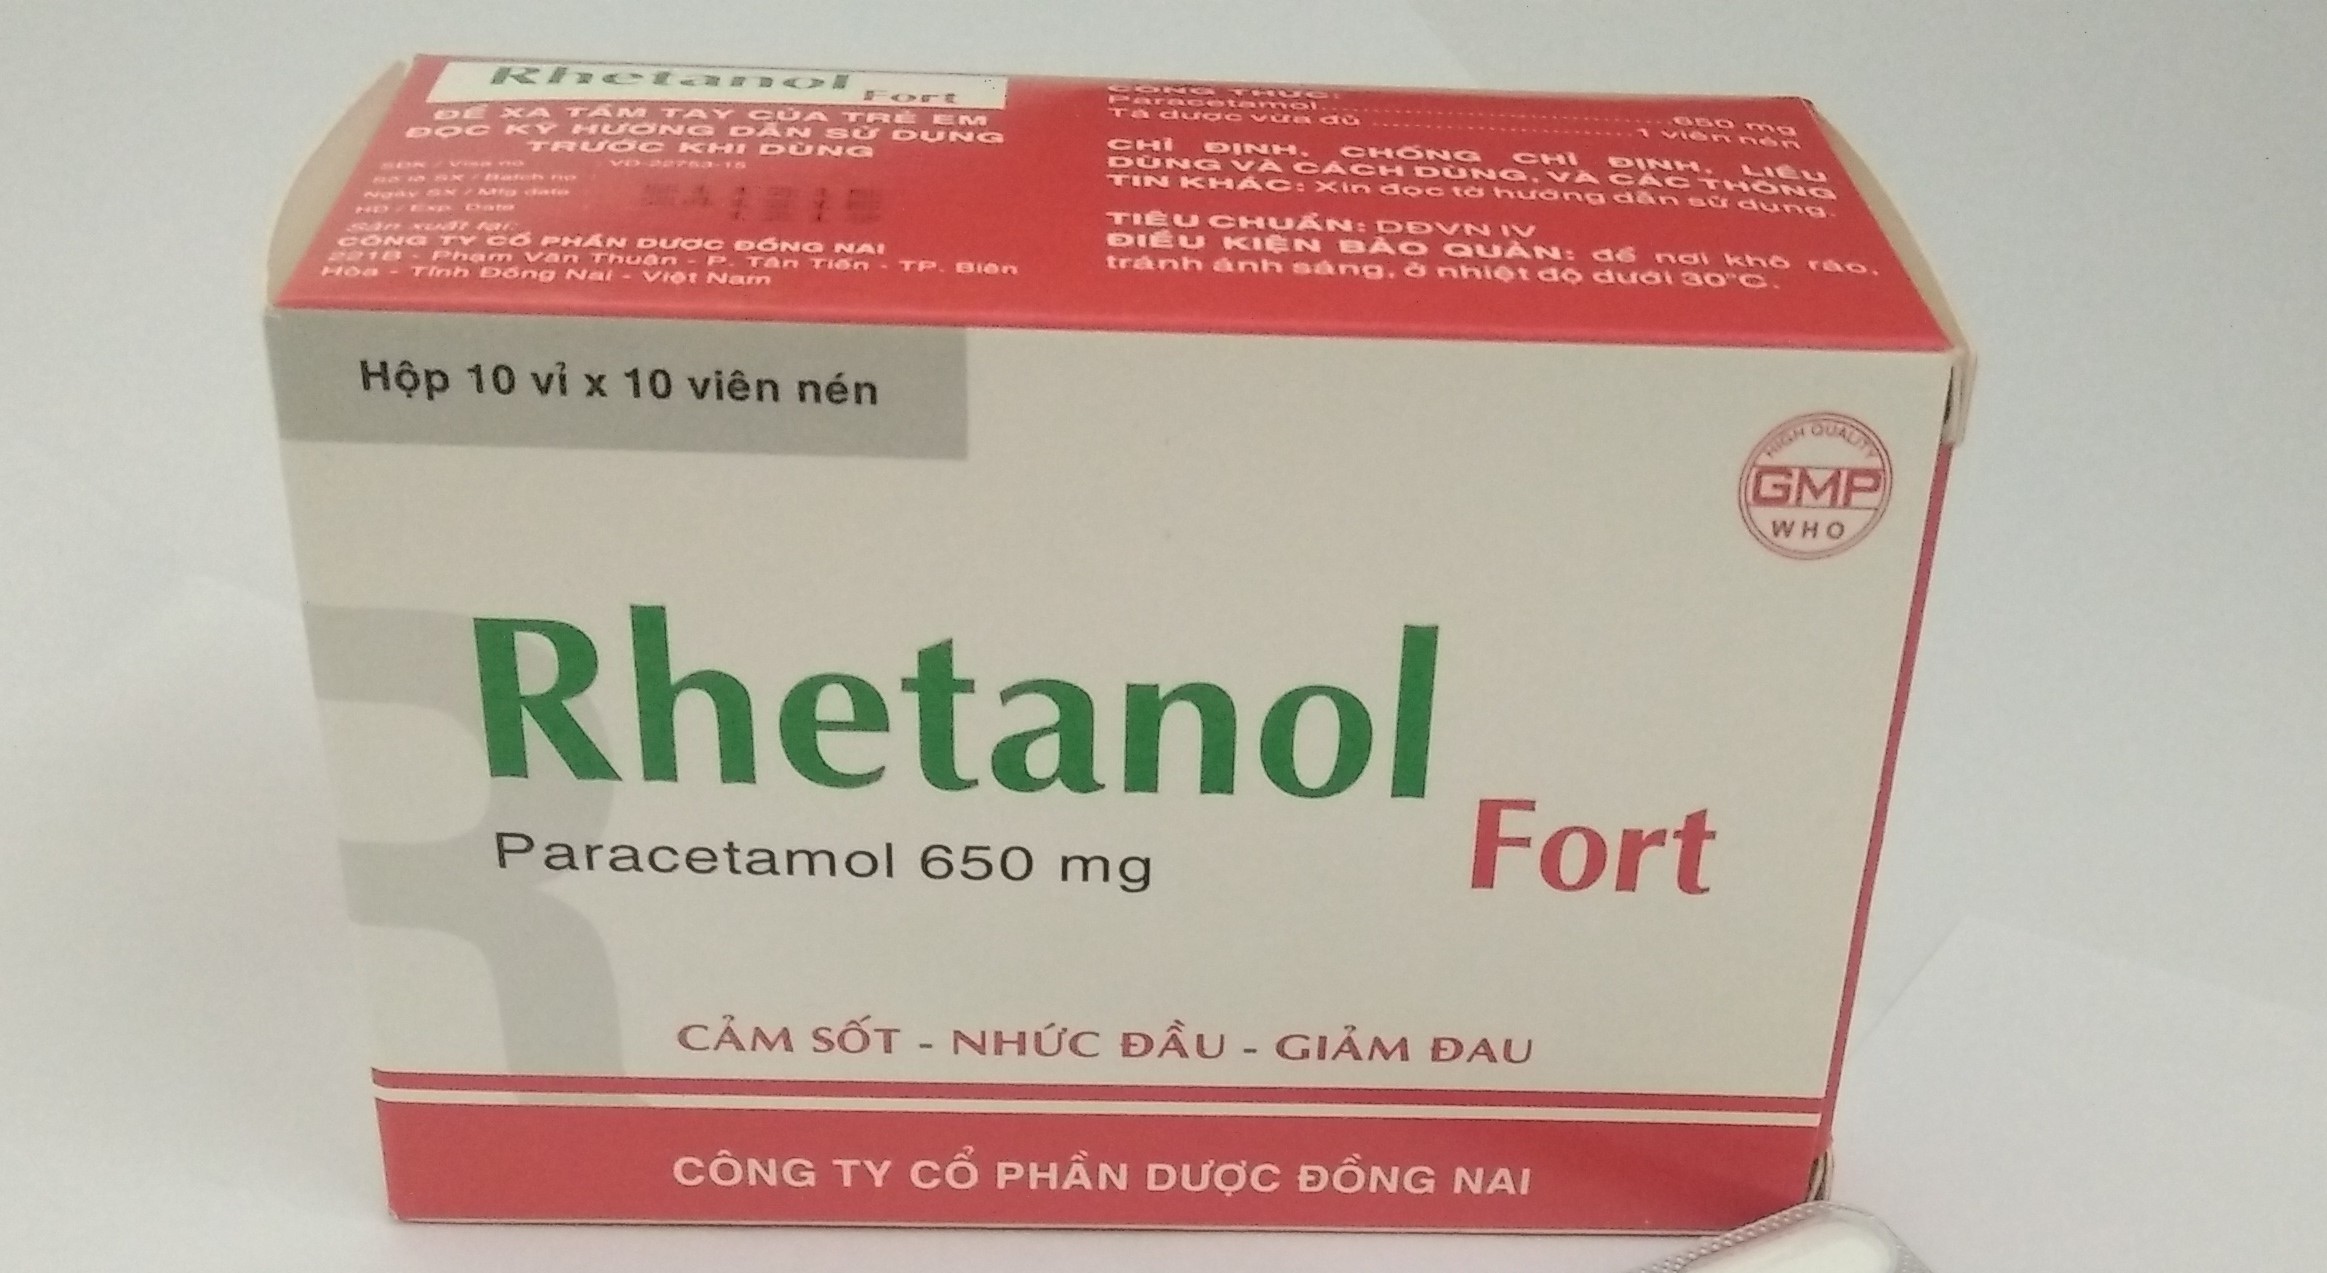 Rhetanol
Fort
ĐỂ XA TẦM TAY CỦA TRẺ EM
ĐỌC KỸ HƯỚNG DẪN SỬ DỤNG
TRƯỚC KHI DÙNG
SĐK / Visa no : VD-22753-15
Số lô SX / Batch no :
Ngày SX / Mfg date :
HD / Exp. Date :
Sản xuất tại:
CÔNG TY CỔ PHẦN DƯỢC ĐỒNG NAI
221B - Phạm Văn Thuận - P. Tân Tiến - TP. Biên
Hòa - Tỉnh Đồng Nai - Việt Nam
CÔNG THỨC:
Paracetamol..............................650 mg
Tá dược vừa đủ ..............................1 viên nén
CHỈ ĐỊNH, CHỐNG CHỈ ĐỊNH, LIỀU
DÙNG VÀ CÁCH DÙNG, VÀ CÁC THÔNG
TIN KHÁC: Xin đọc tờ hướng dẫn sử dụng.
TIÊU CHUẨN: DĐVN IV
ĐIỀU KIỆN BẢO QUẢN: để nơi khô ráo,
tránh ánh sáng, ở nhiệt độ dưới 30°C.
Hộp 10 vỉ x 10 viên nén
HIGH QUALITY
GMP
WHO
Rhetanol
Fort
Paracetamol 650 mg
CẢM SỐT - NHỨC ĐẦU - GIẢM ĐAU
CÔNG TY CỔ PHẦN DƯỢC ĐỒNG NAI